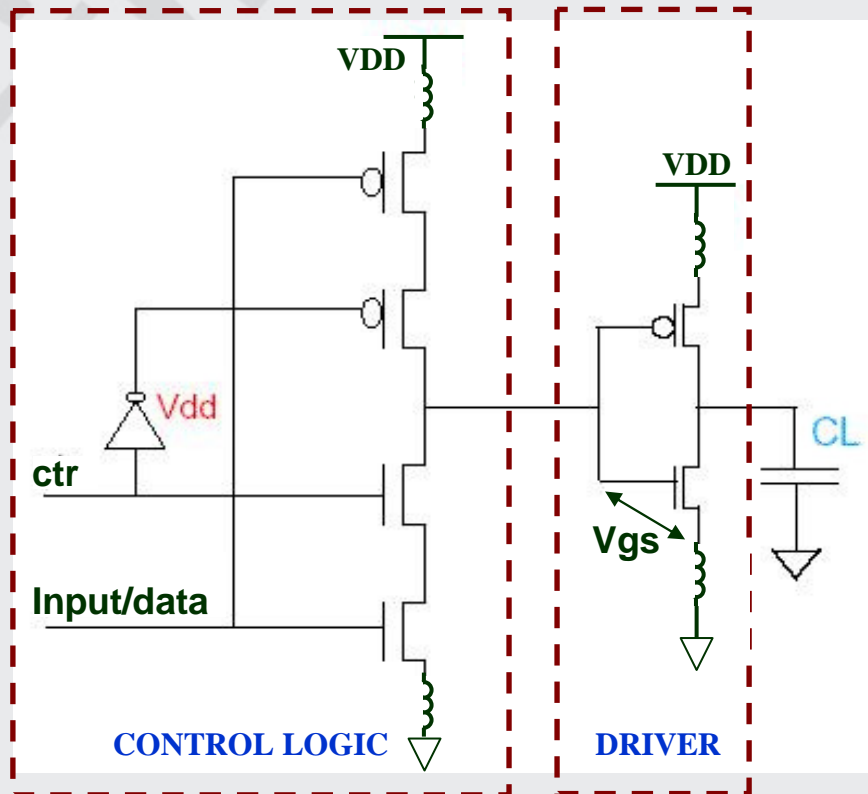 VDD
VDD
Vdd
CL
ctr
Vgs
Input/data
CONTROL LOGIC
DRIVER